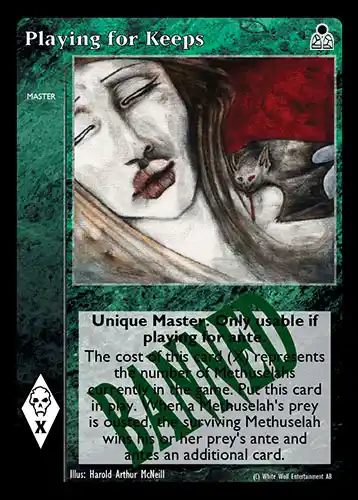 Playing for Keeps
MASTER
Unique Master. Only usable if
playing for ante.
The cost of this card (X) represents
the number of Methuselahs
currently in the game. Put this card
in play. When a Methuselah's prey
is ousted, the surviving Methuselah
wins his or her prey's ante and
antes an additional card.
BANNED
X
Illus: Harold Arthur McNeill
(C) White Wolf Entertainment AB